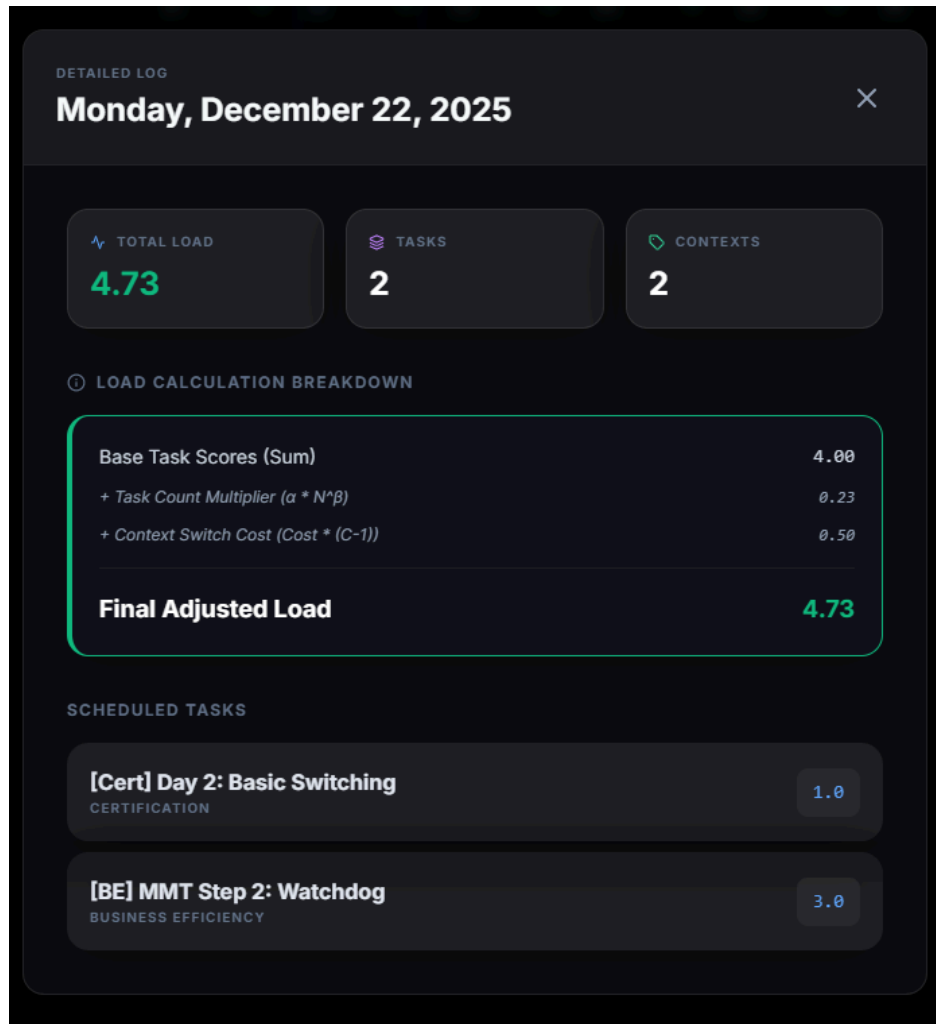 DETAILED LOG
Monday, December 22, 2025
TOTAL LOAD
4.73
TASKS
2
CONTEXTS
2
LOAD CALCULATION BREAKDOWN
Base Task Scores (Sum) 4.00
+ Task Count Multiplier (α * N^β) 0.23
+ Context Switch Cost (Cost * (C-1)) 0.50
Final Adjusted Load 4.73
SCHEDULED TASKS
[Cert] Day 2: Basic Switching
CERTIFICATION
1.0
[BE] MMT Step 2: Watchdog
BUSINESS EFFICIENCY
3.0